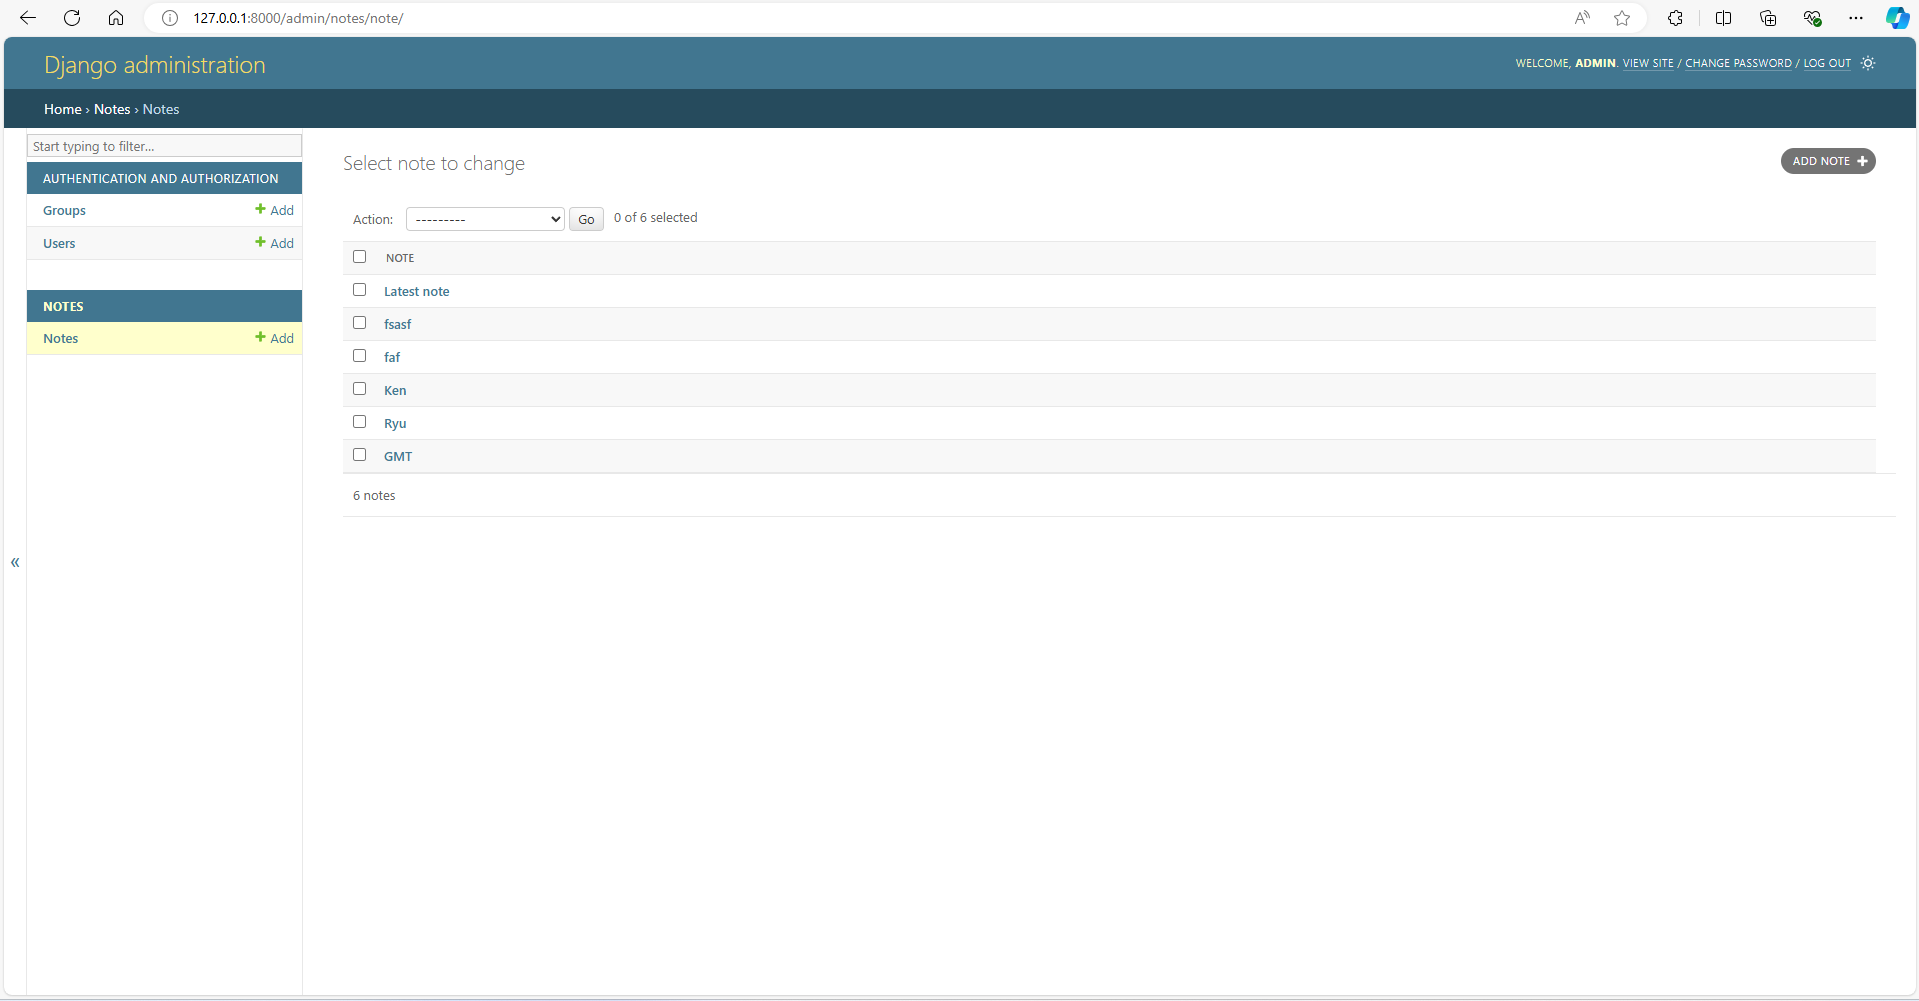 127.0.0.1:8000/admin/notes/note/
Django administration
WELCOME, ADMIN. VIEW SITE / CHANGE PASSWORD / LOG OUT
Home › Notes › Notes
Start typing to filter...
AUTHENTICATION AND AUTHORIZATION
Groups
+ Add
Users
+ Add
NOTES
Notes
+ Add
«
Select note to change
ADD NOTE +
Action: --------- Go 0 of 6 selected
NOTE
Latest note
fsasf
faf
Ken
Ryu
GMT
6 notes